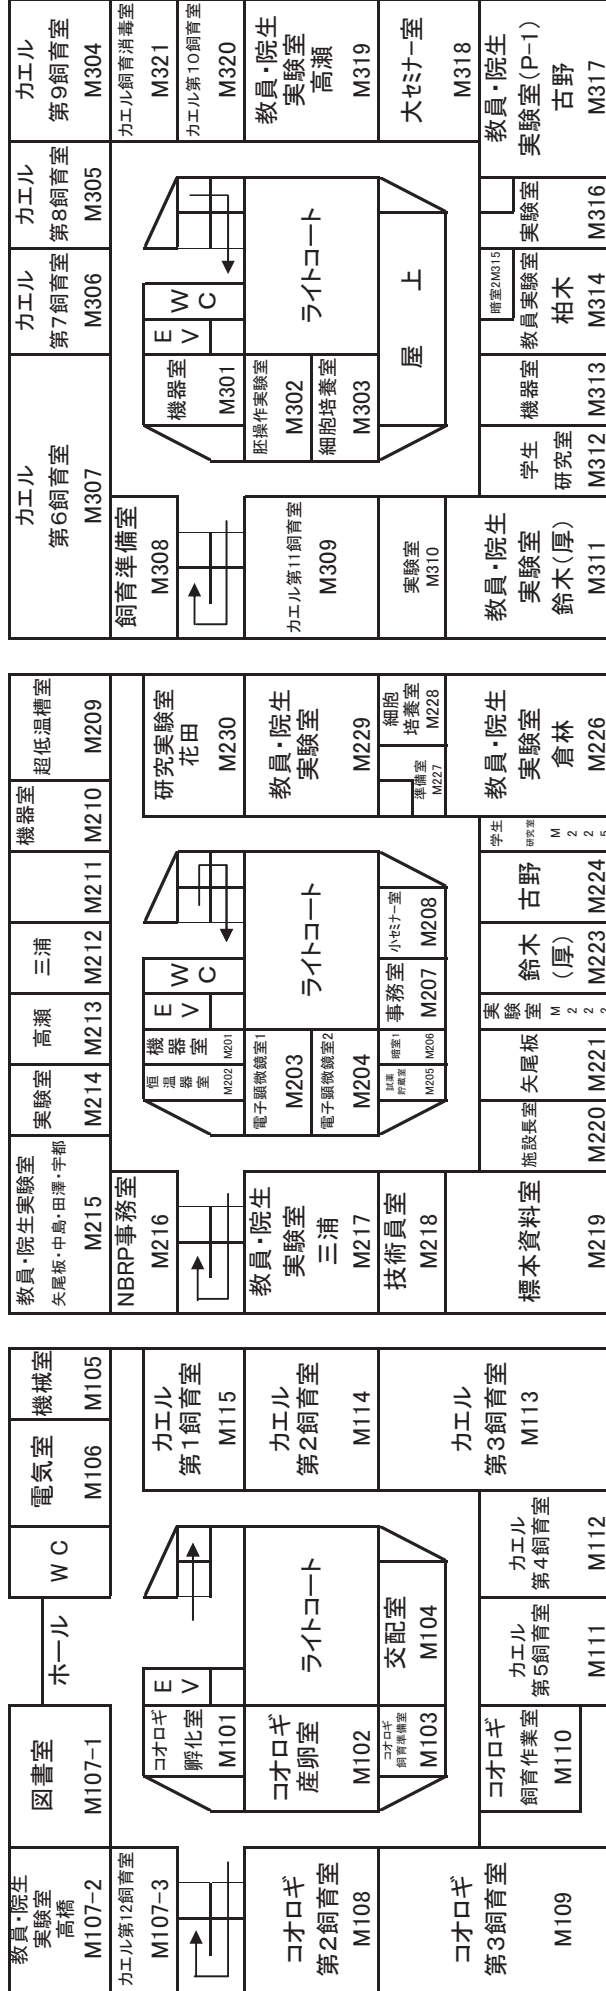 カエル
第9飼育室
M304
カエル飼育消毒室
M321
カエル第10飼育室
M320
教員・院生
実験室
高瀬
M319
大セミナー室
M318
教員・院生
実験室(P-1)
古野
M317
カエル
第8飼育室
M305
カエル
第7飼育室
M306
W
C
E
V
ライトコート
屋上
実験室
M316
暗室2M315
教員実験室
柏木
M314
機器室
M301
胚操作実験室
M302
細胞培養室
M303
機器室
M313
学生
研究室
M312
カエル
第6飼育室
M307
飼育準備室
M308
カエル第11飼育室
M309
実験室
M310
教員・院生
実験室
鈴木(厚)
M311
超低温槽室
M209
機器室
M210
M211
三浦
M212
高瀬
M213
実験室
M214
教員・院生実験室
矢尾板・中島・田澤・宇都
M215
研究実験室
花田
M230
教員・院生
実験室
M229
細胞
培養室
M228
準備室
M227
教員・院生
実験室
倉林
M226
学生
研究室
M
2
2
5
W
C
E
V
ライトコート
小セミナー室
M208
事務室
M207
機
器
室
M201
恒
温
器
室
M202
電子顕微鏡室1
M203
電子顕微鏡室2
M204
暗室1
M206
試薬
貯蔵室
M205
古野
M224
鈴木
(厚)
M223
実
験
室
M
2
2
2
矢尾板
M221
施設長室
M220
NBRP事務室
M216
教員・院生
実験室
三浦
M217
技術員室
M218
標本資料室
M219
機械室
M105
電気室
M106
W C
ホール
図書室
M107-1
教員・院生
実験室
高橋
M107-2
カエル第12飼育室
M107-3
カエル
第1飼育室
M115
カエル
第2飼育室
M114
カエル
第3飼育室
M113
E
V
ライトコート
交配室
M104
コオロギ
孵化室
M101
コオロギ
産卵室
M102
コオロギ
飼育準備室
M103
カエル
第4飼育室
M112
カエル
第5飼育室
M111
コオロギ
飼育作業室
M110
コオロギ
第2飼育室
M108
コオロギ
第3飼育室
M109